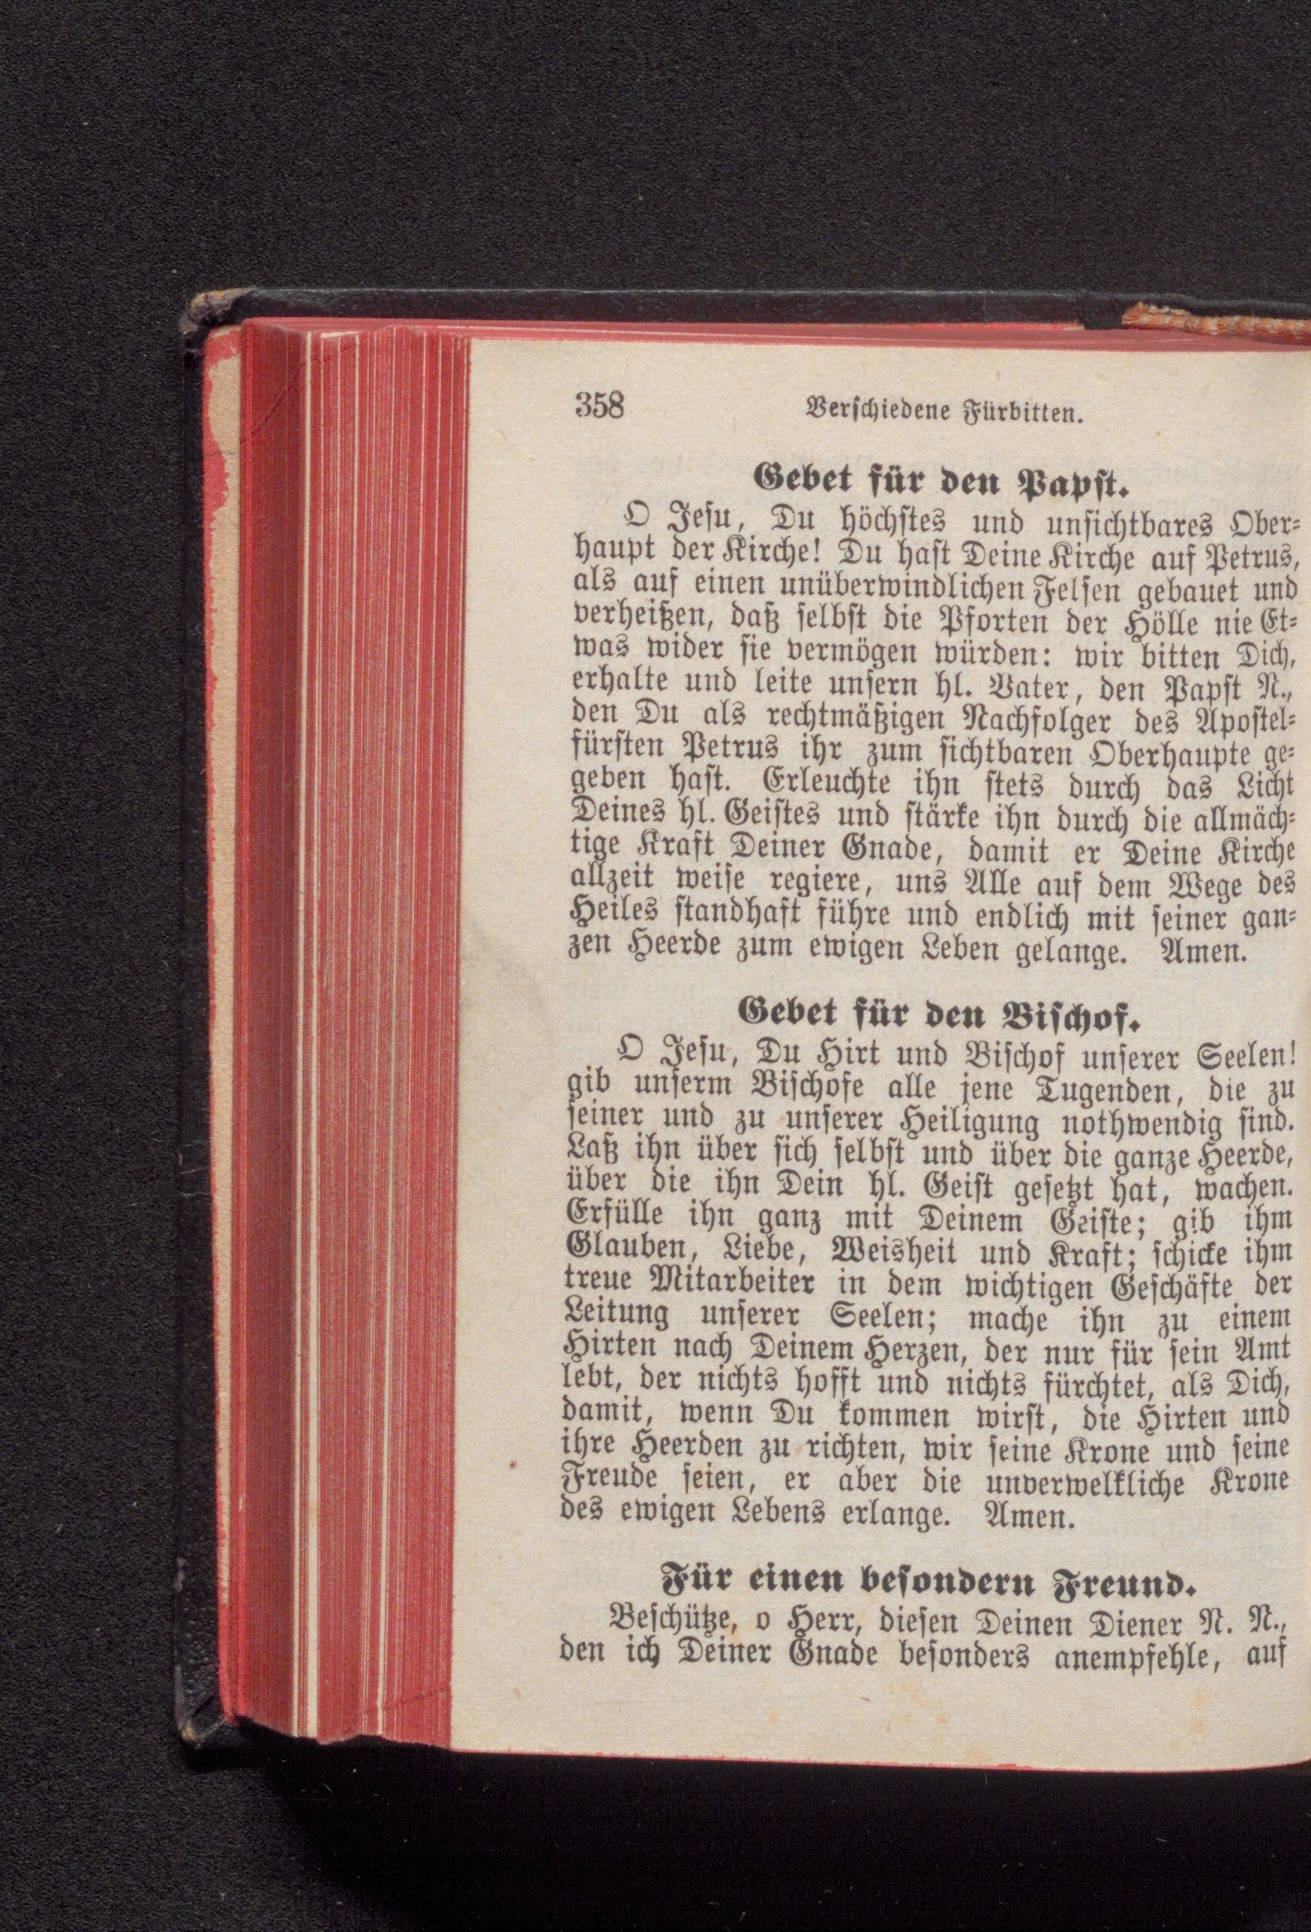 358
Verschiedene Fürbitten.
Gebet für den Papst.
O Jesu, Du höchstes und unsichtbares Ober-
haupt der Kirche! Du hast Deine Kirche auf Petrus,
als auf einen unüberwindlichen Felsen gebauet und
verheißen, daß selbst die Pforten der Hölle nie Et-
was wider sie vermögen würden: wir bitten Dich,
erhalte und leite unsern hl. Vater, den Papst N.,
den Du als rechtmäßigen Nachfolger des Apostel-
fürsten Petrus ihr zum sichtbaren Oberhaupte ge-
geben hast. Erleuchte ihn stets durch das Licht
Deines hl. Geistes und stärke ihn durch die allmäch-
tige Kraft Deiner Gnade, damit er Deine Kirche
allzeit weise regiere, uns Alle auf dem Wege des
Heiles standhaft führe und endlich mit seiner gan-
zen Heerde zum ewigen Leben gelange. Amen.
Gebet für den Bischof.
O Jesu, Du Hirt und Bischof unserer Seelen!
gib unserm Bischofe alle jene Tugenden, die zu
seiner und zu unserer Heiligung nothwendig sind.
Laß ihn über sich selbst und über die ganze Heerde,
über die ihn Dein hl. Geist gesetzt hat, wachen.
Erfülle ihn ganz mit Deinem Geiste; gib ihm
Glauben, Liebe, Weisheit und Kraft; schicke ihm
treue Mitarbeiter in dem wichtigen Geschäfte der
Leitung unserer Seelen; mache ihn zu einem
Hirten nach Deinem Herzen, der nur für sein Amt
lebt, der nichts hofft und nichts fürchtet, als Dich,
damit, wenn Du kommen wirst, die Hirten und
ihre Heerden zu richten, wir seine Krone und seine
Freude seien, er aber die unverwelkliche Krone
des ewigen Lebens erlange. Amen.
Für einen besondern Freund.
Beschütze, o Herr, diesen Deinen Diener N. N.,
den ich Deiner Gnade besonders anempfehle, auf